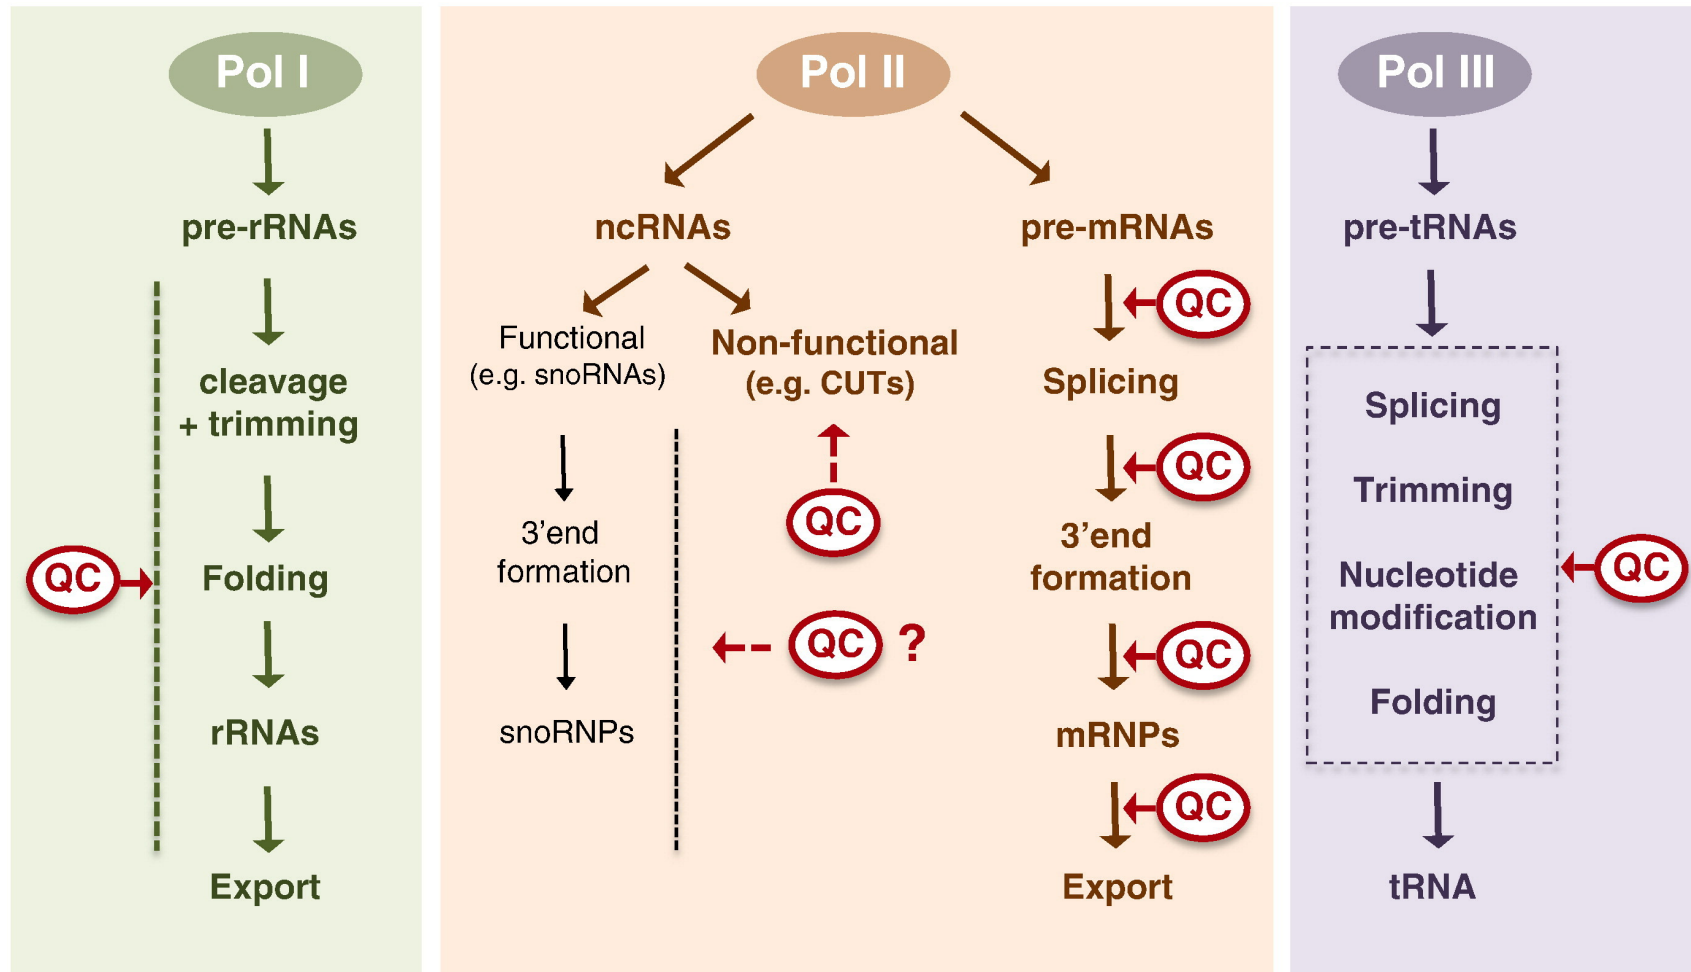 Pol I
pre-rRNAs
cleavage
+ trimming
QC
Folding
rRNAs
Export
Pol II
ncRNAs
Functional
(e.g. snoRNAs)
3’end
formation
snoRNPs
Non-functional
(e.g. CUTs)
QC
QC ?
pre-mRNAs
QC
Splicing
QC
3’end
formation
QC
mRNPs
QC
Export
Pol III
pre-tRNAs
Splicing
Trimming
Nucleotide
modification
QC
Folding
tRNA